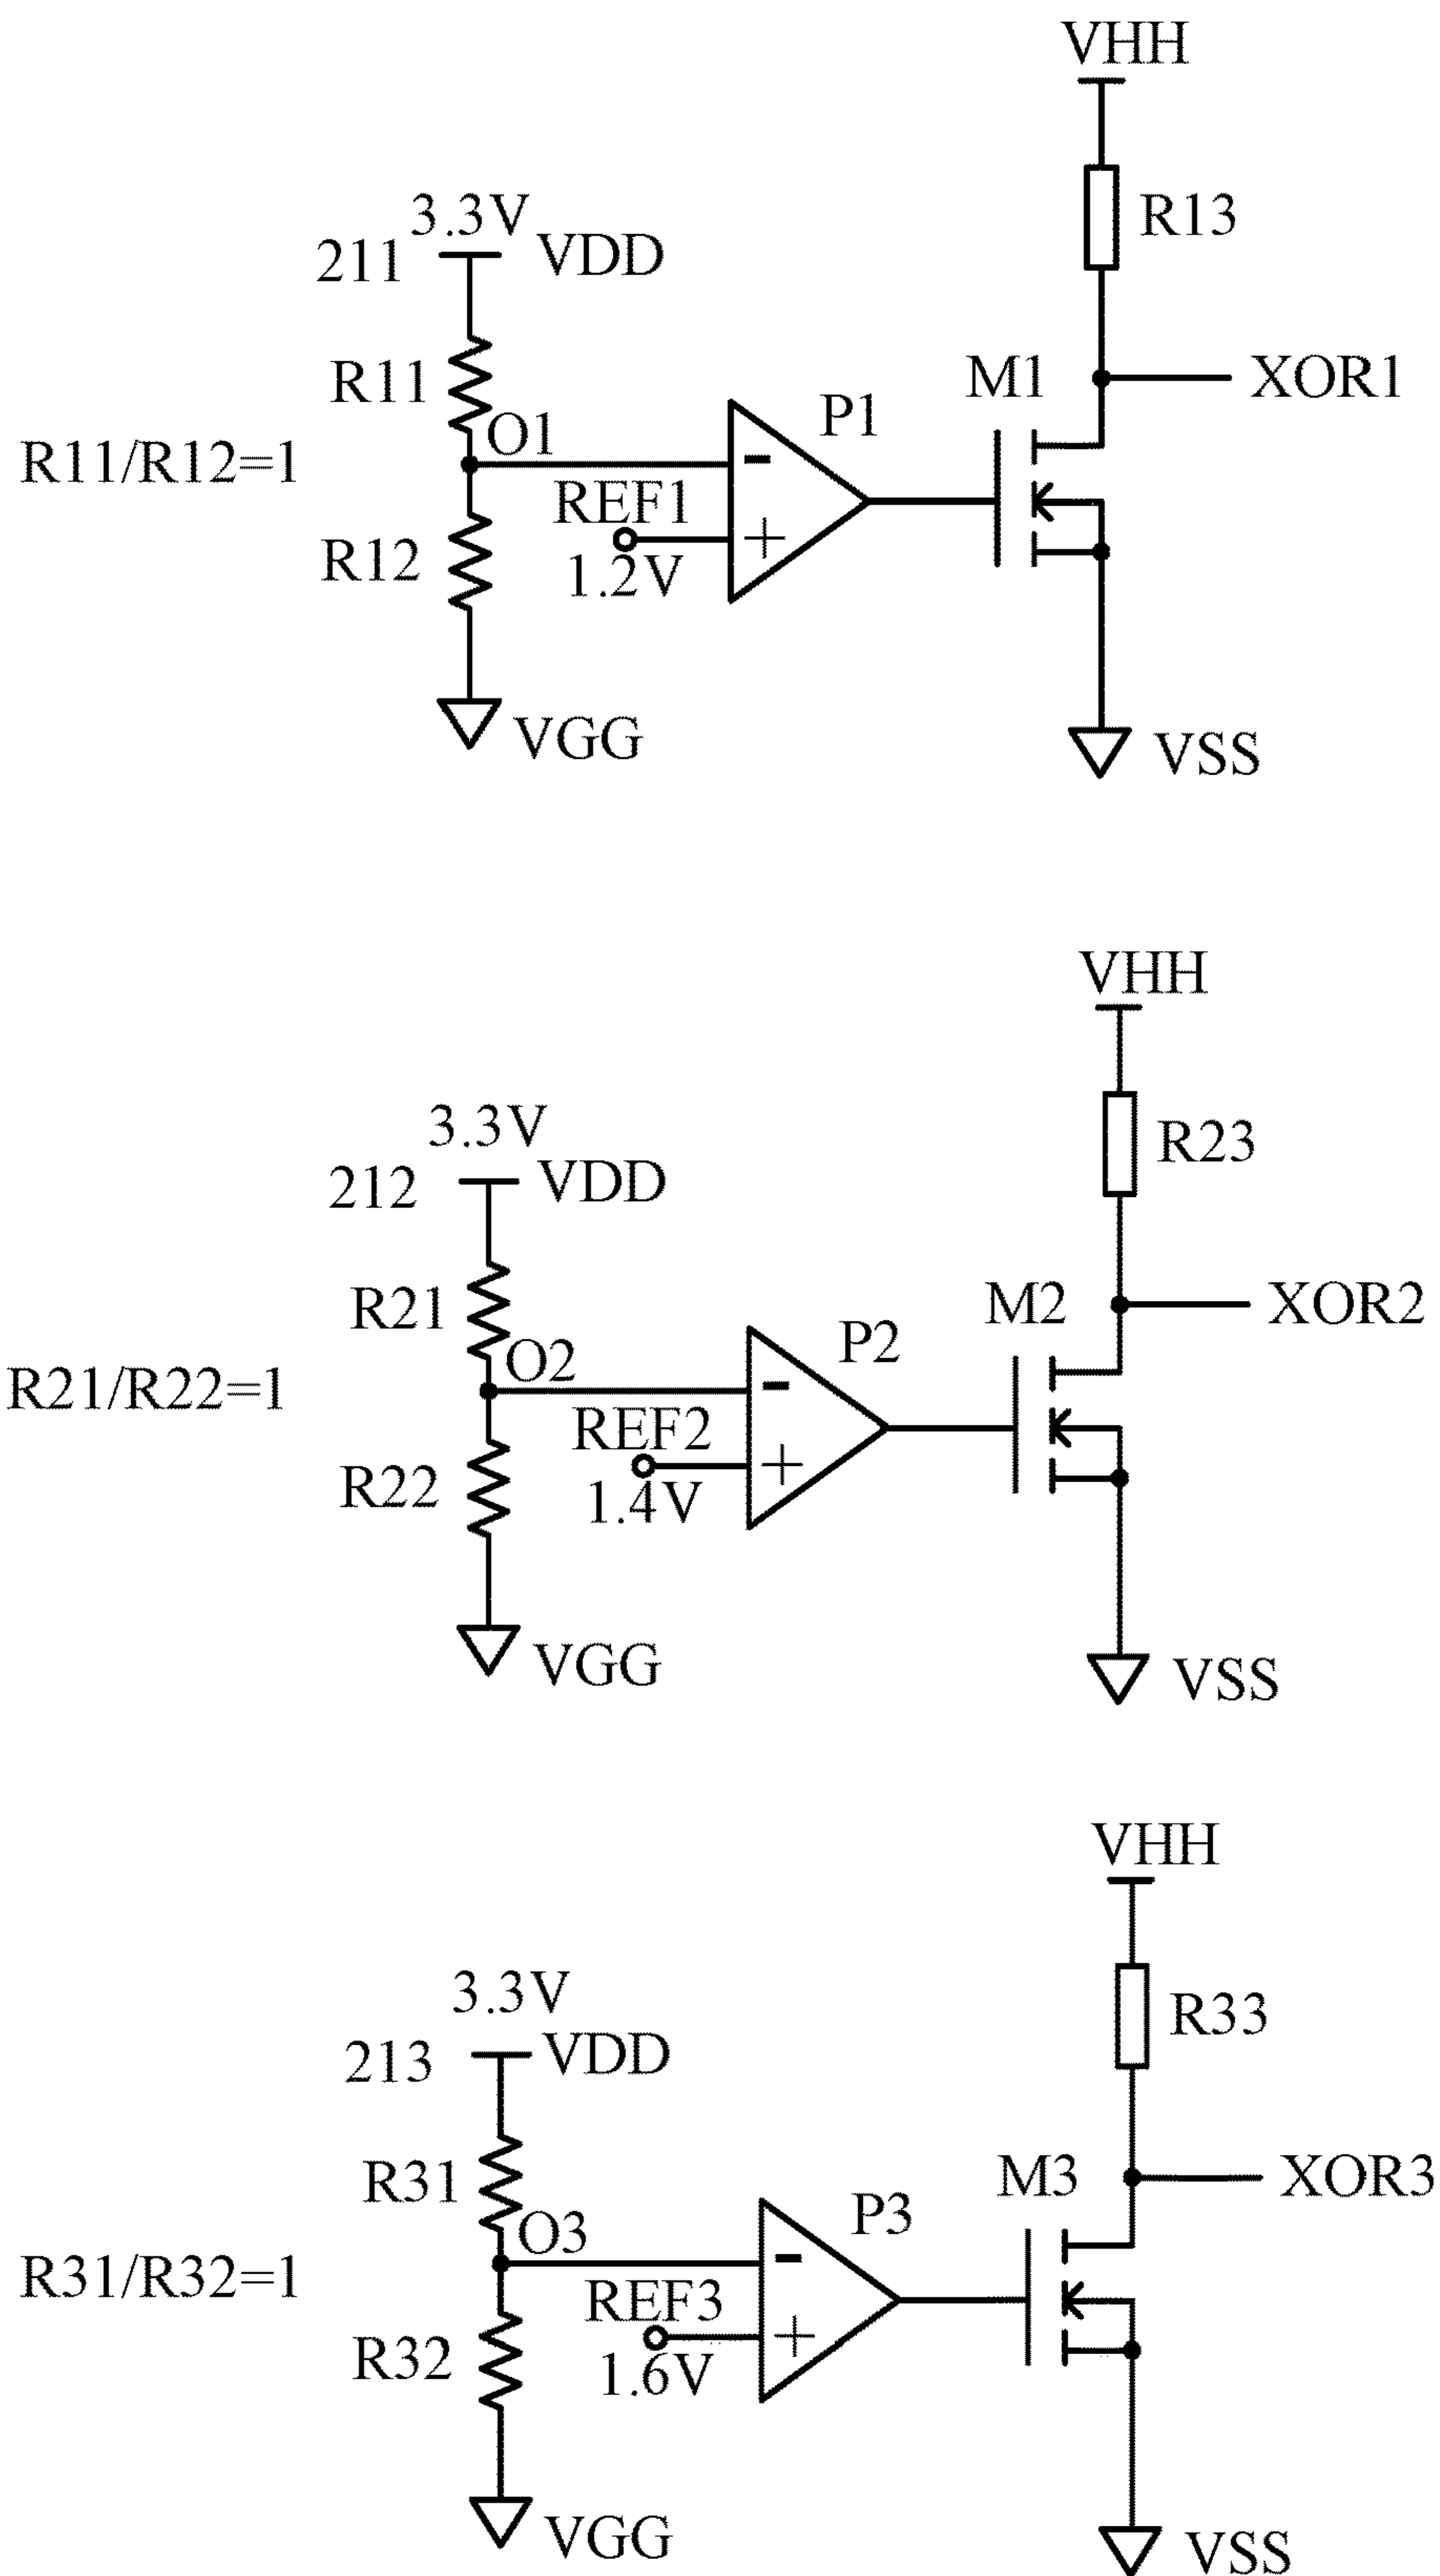 VHH
R13
3.3V
211
VDD
R11
O1
R11/R12=1
REF1
1.2V
R12
-
+
P1
M1
XOR1
VGG
VSS
VHH
R23
3.3V
212
VDD
R21
O2
R21/R22=1
REF2
1.4V
R22
-
+
P2
M2
XOR2
VGG
VSS
VHH
R33
3.3V
213
VDD
R31
O3
R31/R32=1
REF3
1.6V
R32
-
+
P3
M3
XOR3
VGG
VSS